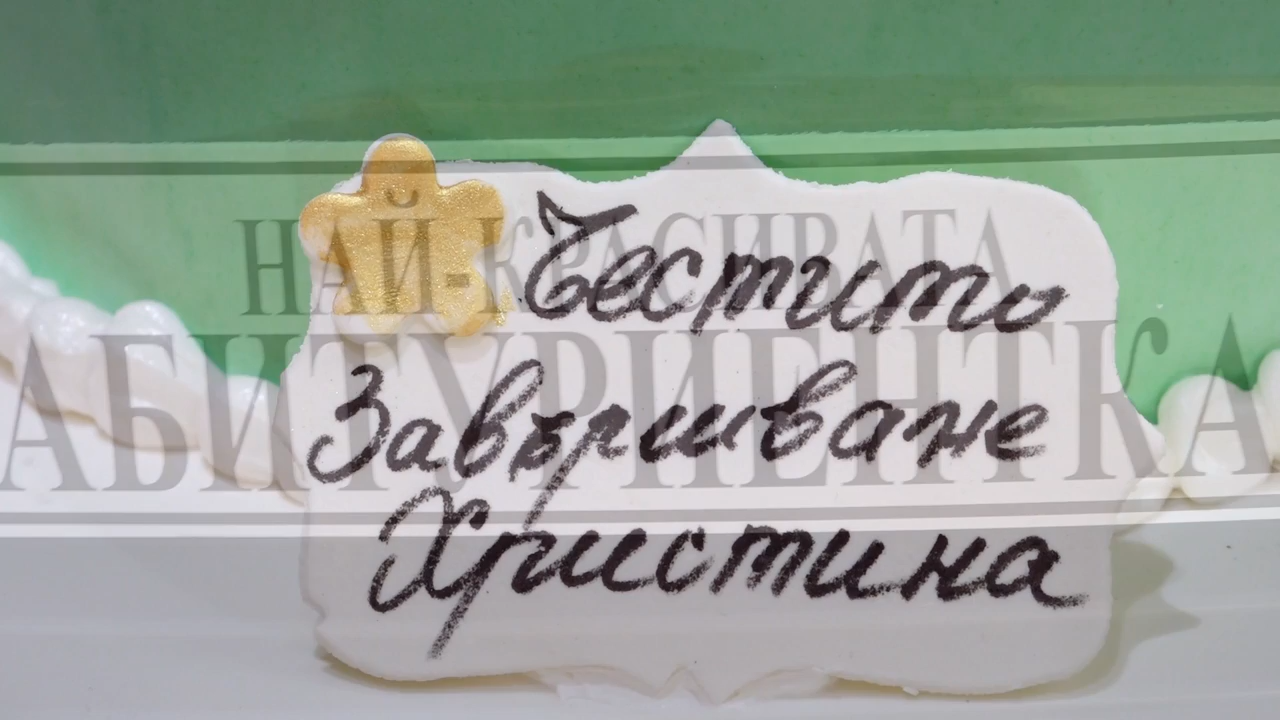 НАЙ-КРАСИВАТА
АБИТУРИЕНТКА
Честито
Завършване
Христина